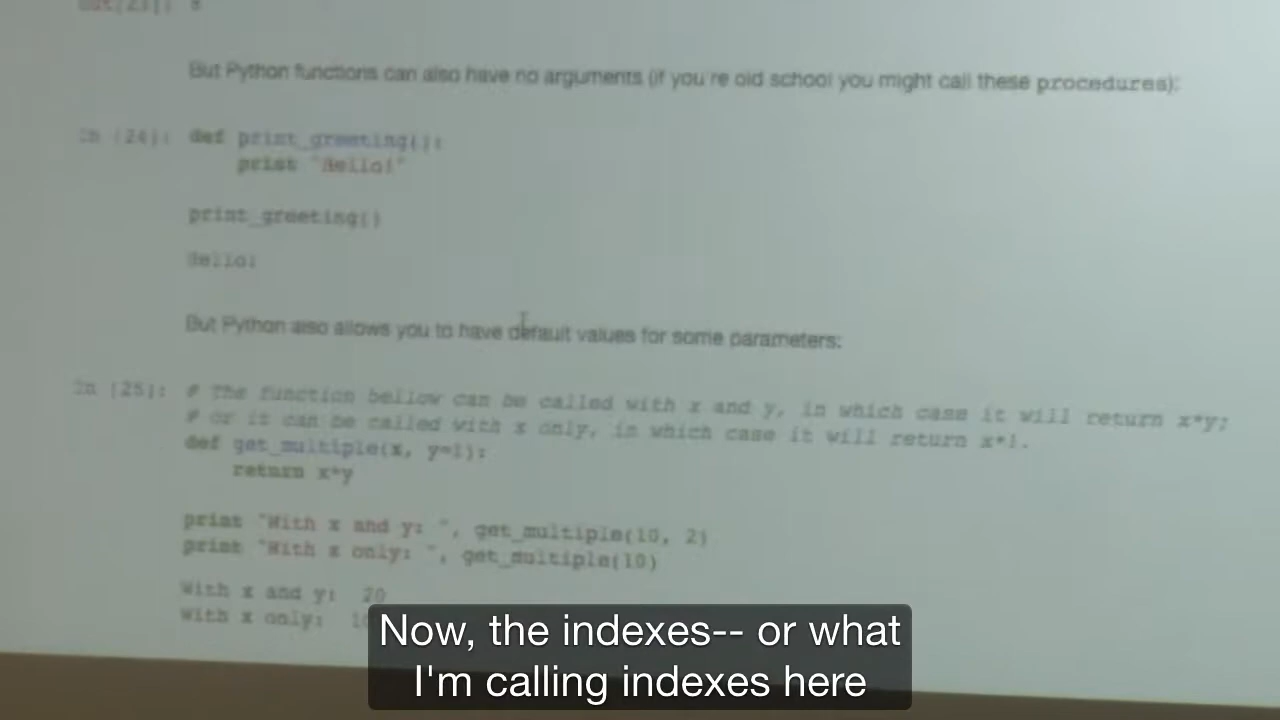 Out[23]: 8
But Python functions can also have no arguments (if you're old school you might call these procedures):
In [24]: def print_greeting():
print "Hello!"
print_greeting()
Hello!
But Python also allows you to have default values for some parameters:
In [25]: # The function bellow can be called with x and y, in which case it will return x*y;
# or it can be called with x only, in which case it will return x*1.
def get_multiple(x, y=1):
return x*y
print "With x and y: ", get_multiple(10, 2)
print "With x only: ", get_multiple(10)
With x and y: 20
With x only:
Now, the indexes-- or what
I'm calling indexes here